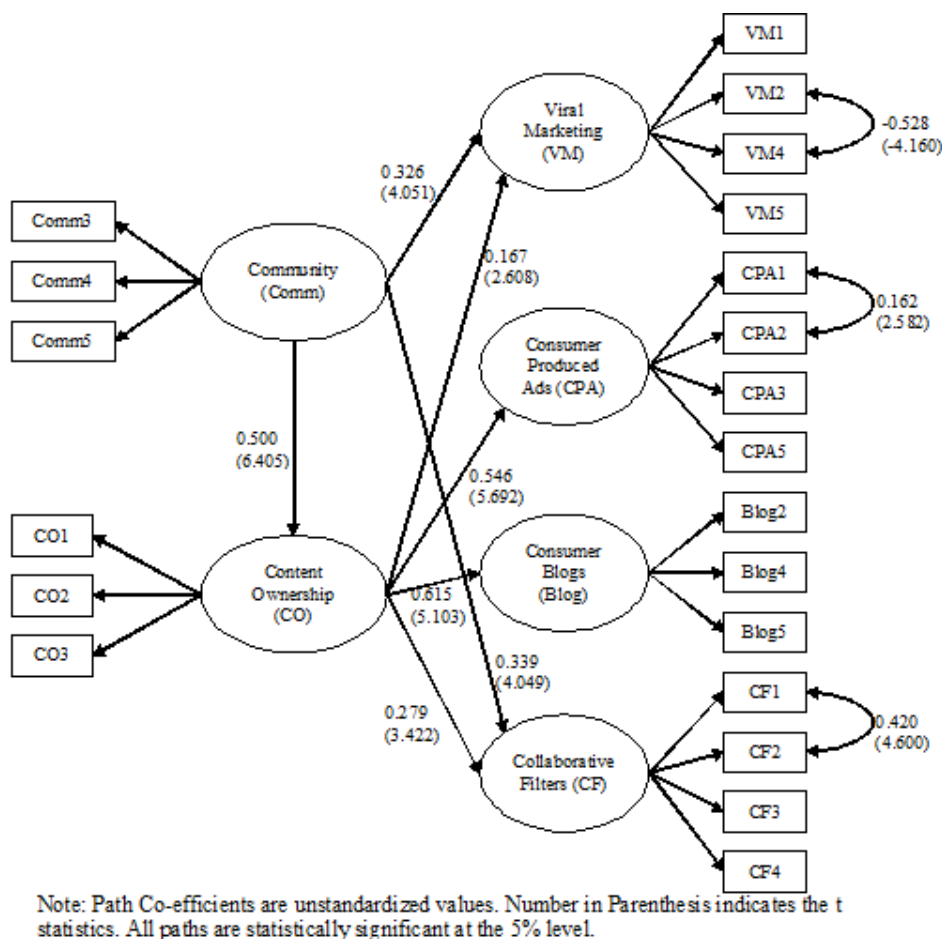 VM1
VM2
VM4
VM5
-0.528
(-4.160)
Viral
Marketing
(VM)
0.326
(4.051)
0.167
(2.608)
Comm3
Comm4
Comm5
Community
(Comm)
CPA1
CPA2
CPA3
CPA5
0.162
(2.582)
Consumer
Produced
Ads (CPA)
0.500
(6.405)
0.546
(5.692)
CO1
CO2
CO3
Content
Ownership
(CO)
Consumer
Blogs
(Blog)
Blog2
Blog4
Blog5
0.615
(5.103)
0.339
(4.049)
0.279
(3.422)
Collaborative
Filters (CF)
CF1
CF2
CF3
CF4
0.420
(4.600)
Note: Path Co-efficients are unstandardized values. Number in Parenthesis indicates the t
statistics. All paths are statistically significant at the 5% level.